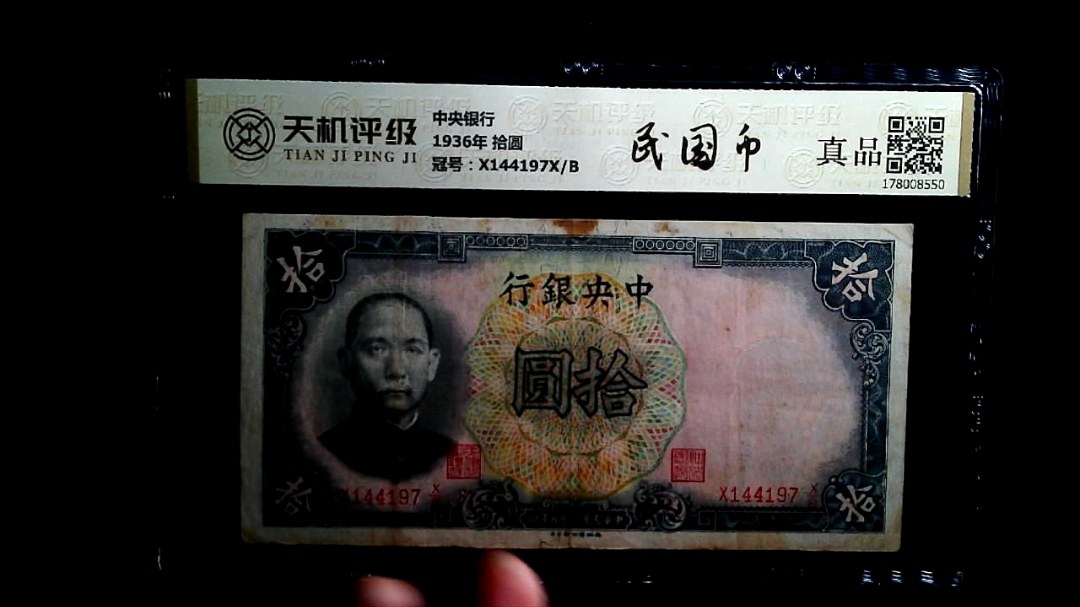 天机评级
TIAN JI PING JI
中央银行
1936年 拾圆
冠号：X144197X/B
民国币
真品
178008550
拾
拾
行銀央中
圓拾
X144197 X
X144197 X
拾
拾